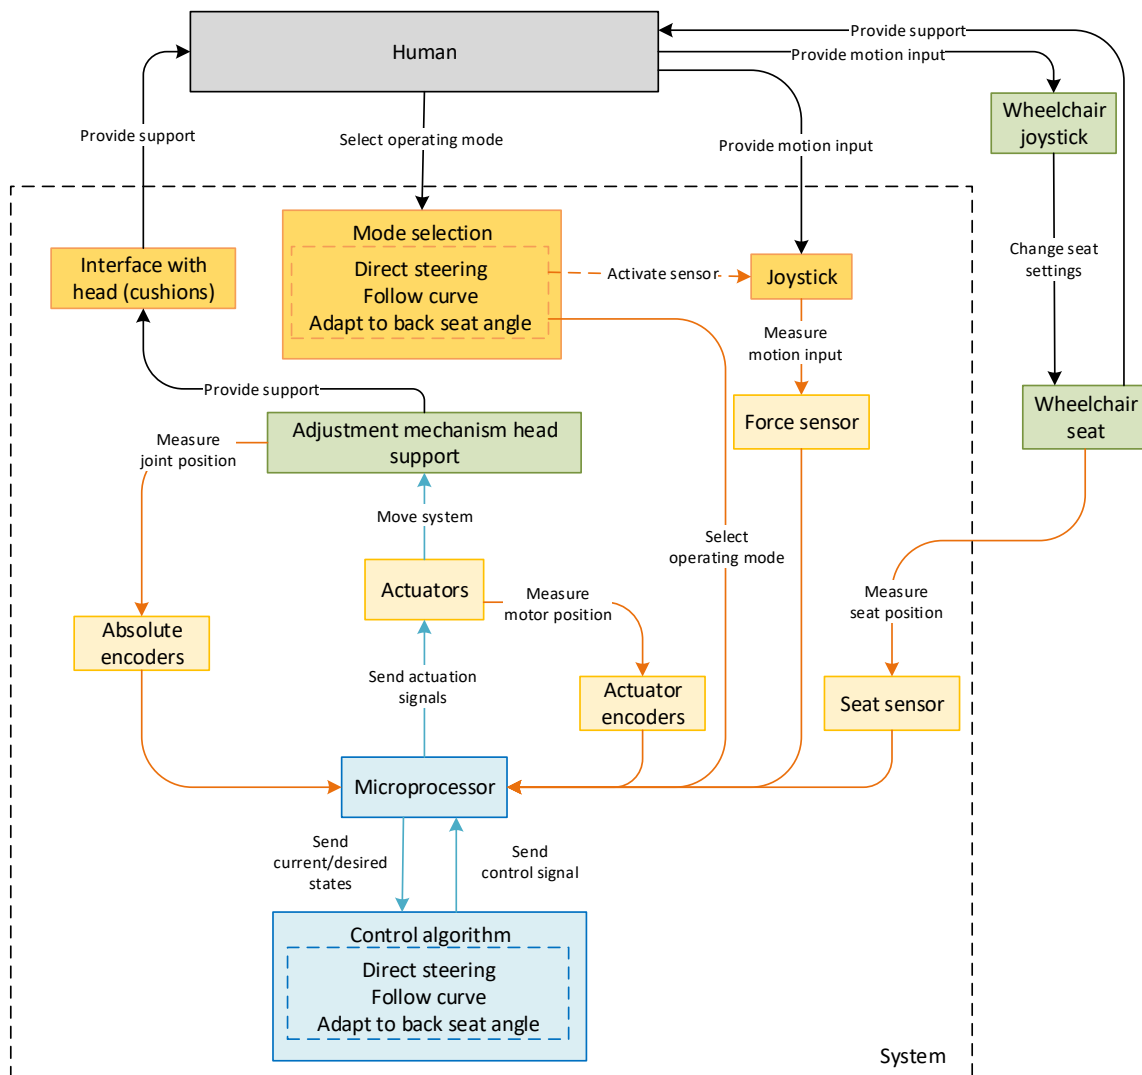 Human
Provide support
Provide motion input
Wheelchair
joystick
Provide support
Select operating mode
Provide motion input
Mode selection
Direct steering
Follow curve
Adapt to back seat angle
Activate sensor
Joystick
Interface with
head (cushions)
Change seat
settings
Measure
motion input
Provide support
Force sensor
Wheelchair
seat
Adjustment mechanism head
support
Measure
joint position
Move system
Select
operating mode
Actuators
Measure
motor position
Measure
seat position
Absolute
encoders
Send actuation
signals
Actuator
encoders
Seat sensor
Microprocessor
Send
current/desired
states
Send
control signal
Control algorithm
Direct steering
Follow curve
Adapt to back seat angle
System